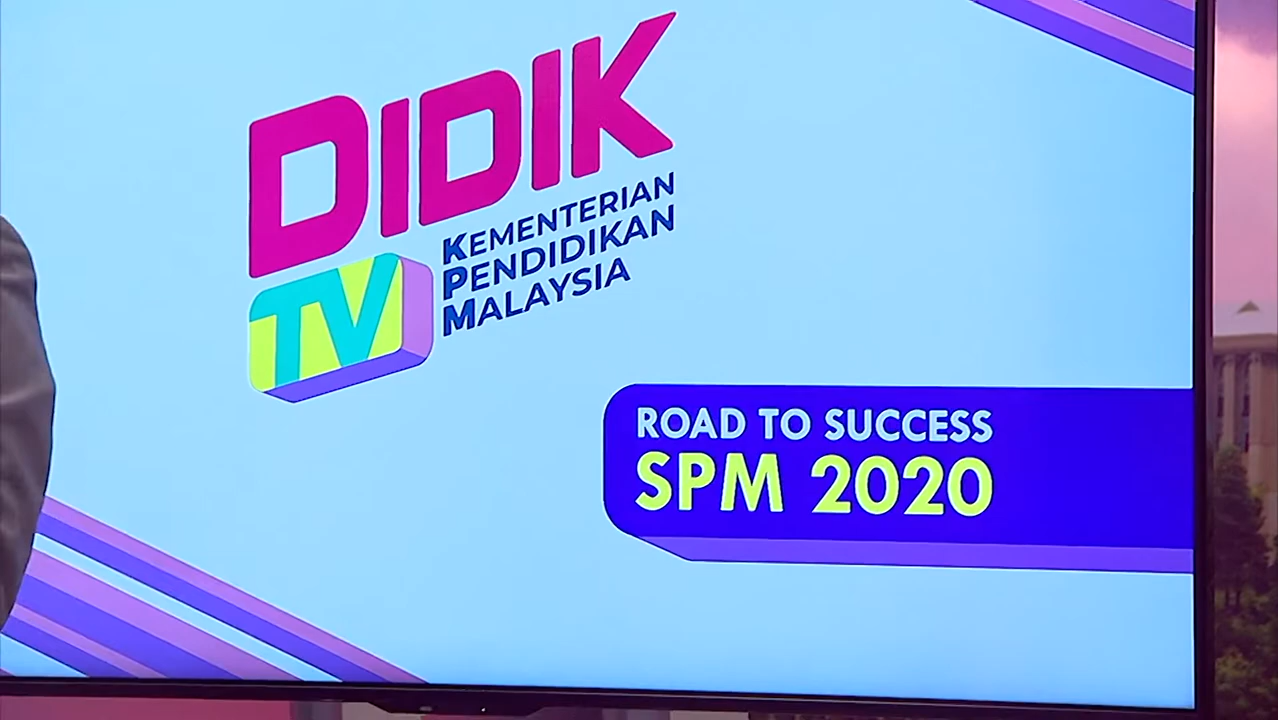 DIDIK
TV
KEMENTERIAN
PENDIDIKAN
MALAYSIA
ROAD TO SUCCESS
SPM 2020